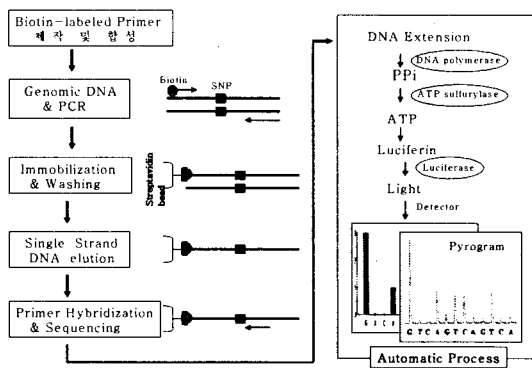 Biotin-labeled Primer
제작 및 합성
Genomic DNA
& PCR
Immobilization
& Washing
Single Strand
DNA elution
Primer Hybridization
& Sequencing
Biotin
SNP
Streptavidin
bead
DNA Extension
DNA polymerase
PPi
ATP sulfurylase
ATP
Luciferin
Luciferase
Light
Detector
Pyrogram
G T C A G T C A G T C A
Automatic Process